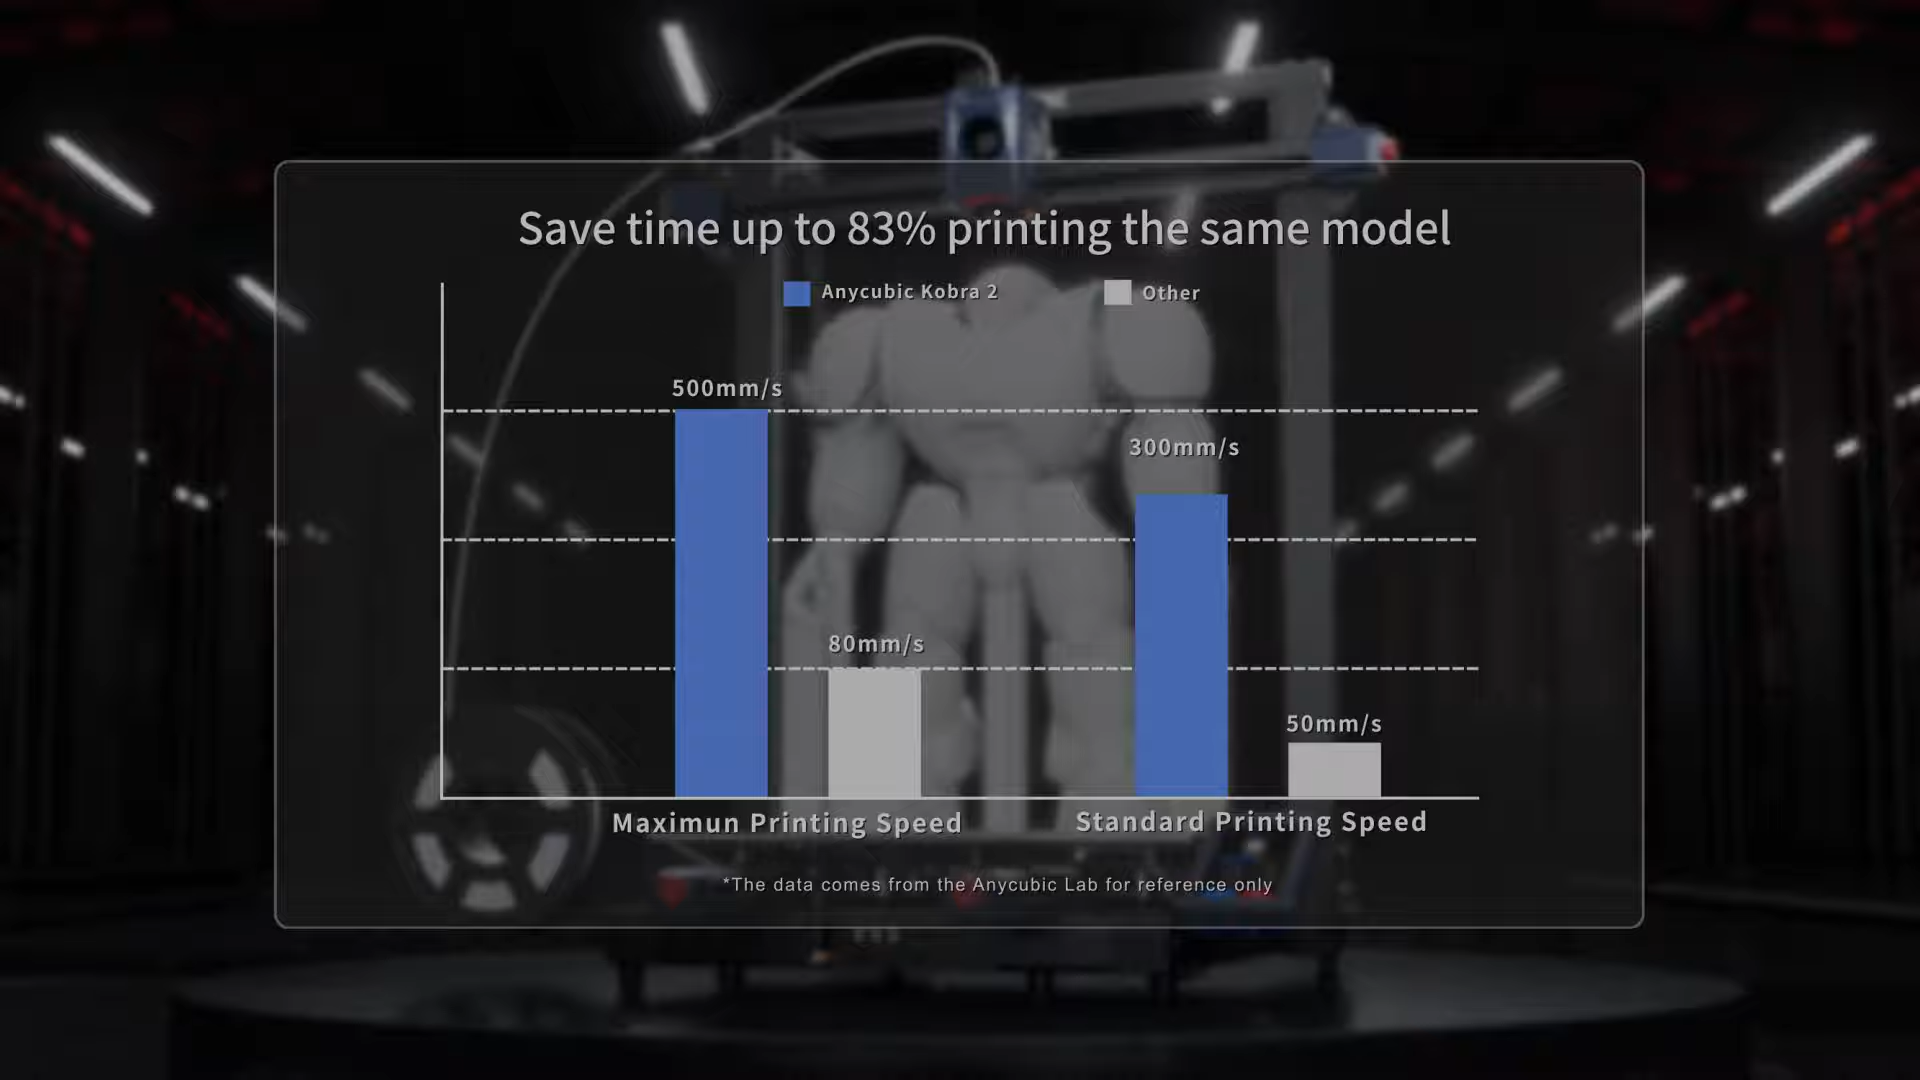 Save time up to 83% printing the same model
Anycubic Kobra 2
Other
500mm/s
300mm/s
80mm/s
50mm/s
Maximun Printing Speed
Standard Printing Speed
*The data comes from the Anycubic Lab for reference only